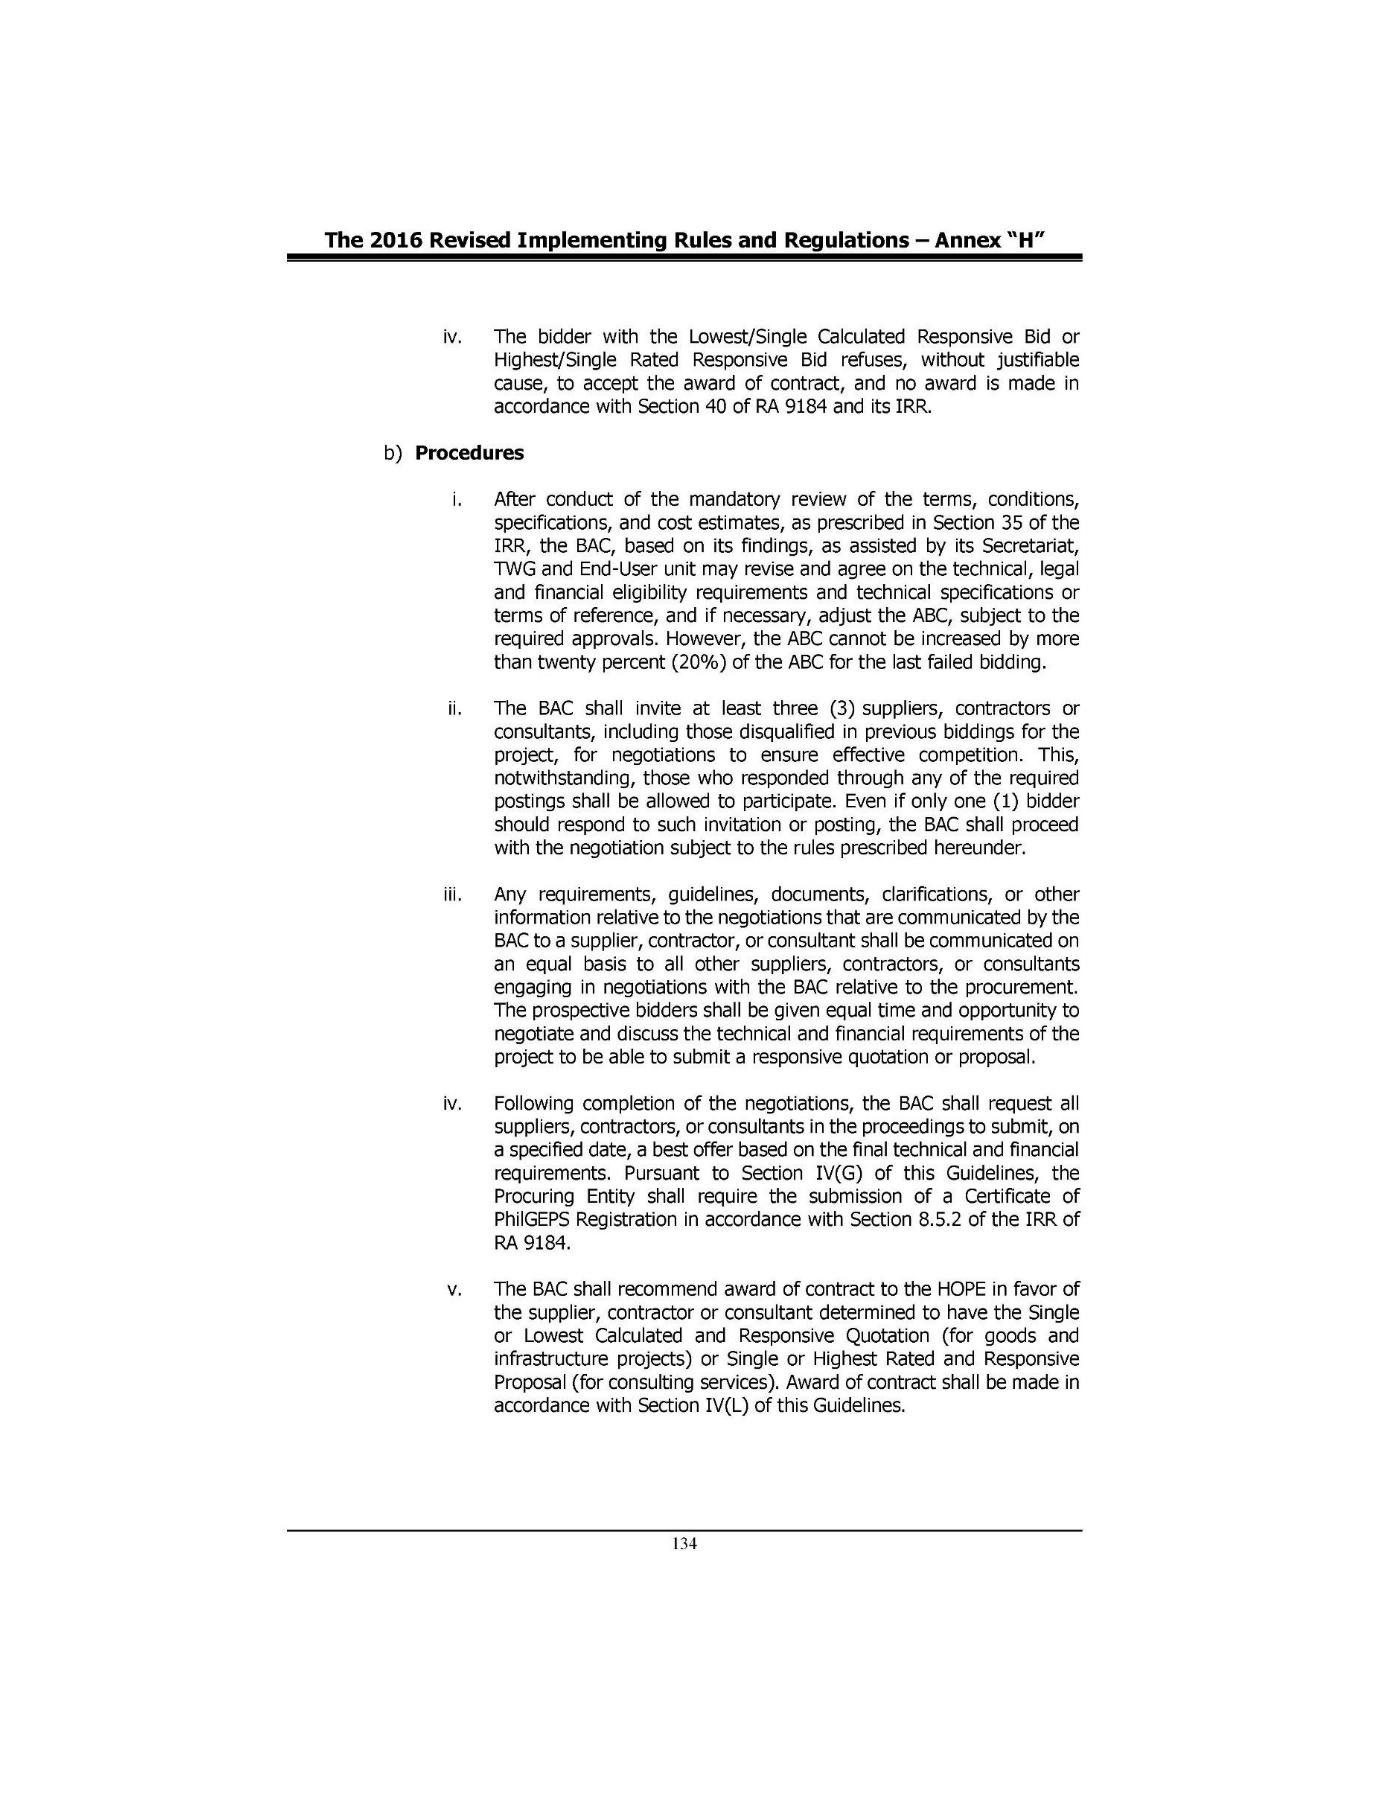 The 2016 Revised Implementing Rules and Regulations – Annex “H”
iv. The bidder with the Lowest/Single Calculated Responsive Bid or
Highest/Single Rated Responsive Bid refuses, without justifiable
cause, to accept the award of contract, and no award is made in
accordance with Section 40 of RA 9184 and its IRR.
b) Procedures
i. After conduct of the mandatory review of the terms, conditions,
specifications, and cost estimates, as prescribed in Section 35 of the
IRR, the BAC, based on its findings, as assisted by its Secretariat,
TWG and End-User unit may revise and agree on the technical, legal
and financial eligibility requirements and technical specifications or
terms of reference, and if necessary, adjust the ABC, subject to the
required approvals. However, the ABC cannot be increased by more
than twenty percent (20%) of the ABC for the last failed bidding.
ii. The BAC shall invite at least three (3) suppliers, contractors or
consultants, including those disqualified in previous biddings for the
project, for negotiations to ensure effective competition. This,
notwithstanding, those who responded through any of the required
postings shall be allowed to participate. Even if only one (1) bidder
should respond to such invitation or posting, the BAC shall proceed
with the negotiation subject to the rules prescribed hereunder.
iii. Any requirements, guidelines, documents, clarifications, or other
information relative to the negotiations that are communicated by the
BAC to a supplier, contractor, or consultant shall be communicated on
an equal basis to all other suppliers, contractors, or consultants
engaging in negotiations with the BAC relative to the procurement.
The prospective bidders shall be given equal time and opportunity to
negotiate and discuss the technical and financial requirements of the
project to be able to submit a responsive quotation or proposal.
iv. Following completion of the negotiations, the BAC shall request all
suppliers, contractors, or consultants in the proceedings to submit, on
a specified date, a best offer based on the final technical and financial
requirements. Pursuant to Section IV(G) of this Guidelines, the
Procuring Entity shall require the submission of a Certificate of
PhilGEPS Registration in accordance with Section 8.5.2 of the IRR of
RA 9184.
v. The BAC shall recommend award of contract to the HOPE in favor of
the supplier, contractor or consultant determined to have the Single
or Lowest Calculated and Responsive Quotation (for goods and
infrastructure projects) or Single or Highest Rated and Responsive
Proposal (for consulting services). Award of contract shall be made in
accordance with Section IV(L) of this Guidelines.
134